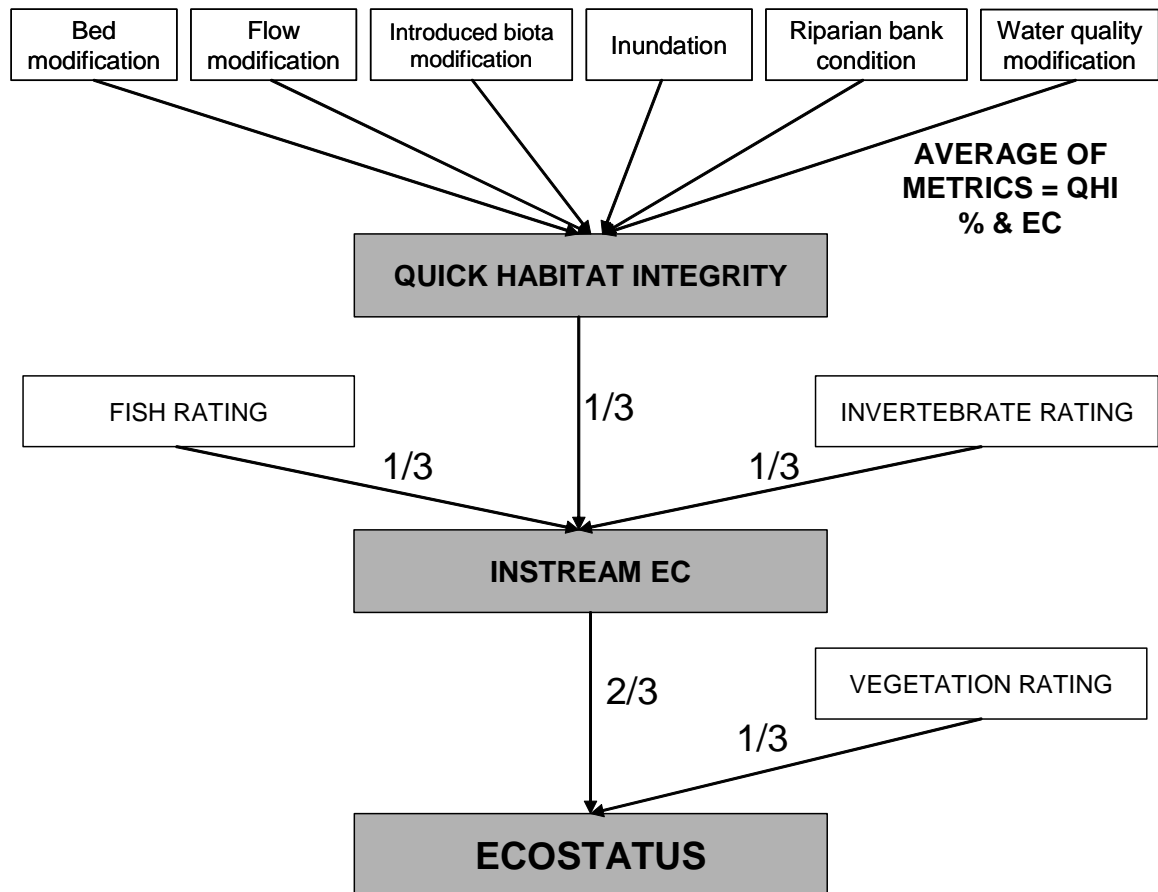 Bed
modification
Flow
modification
Introduced biota
modification
Inundation
Riparian bank
condition
Water quality
modification
AVERAGE OF
METRICS = QHI
% & EC
QUICK HABITAT INTEGRITY
FISH RATING
1/3
INVERTEBRATE RATING
1/3
1/3
INSTREAM EC
2/3
VEGETATION RATING
1/3
ECOSTATUS